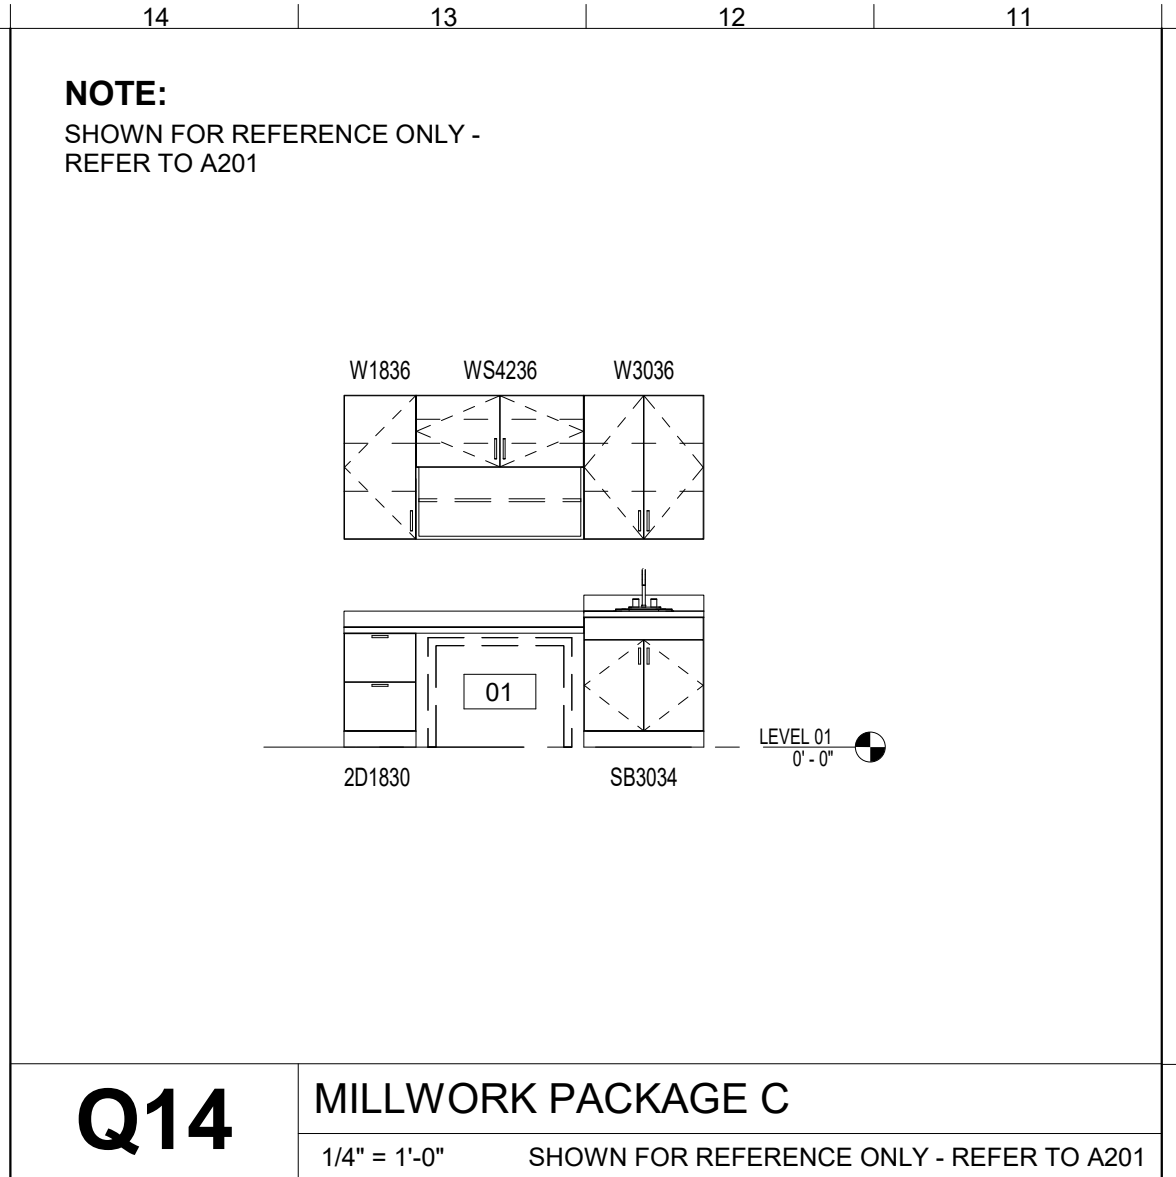 14 13 12 11
NOTE:
SHOWN FOR REFERENCE ONLY -
REFER TO A201
W1836 WS4236 W3036
01
LEVEL 01
0' - 0"
2D1830 SB3034
Q14
MILLWORK PACKAGE C
1/4" = 1'-0" SHOWN FOR REFERENCE ONLY - REFER TO A201